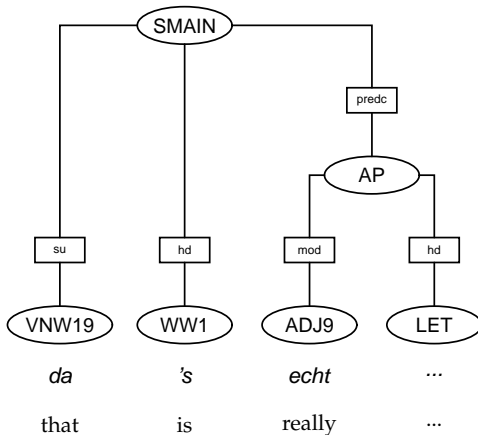 SMAIN
predc
AP
su hd mod hd
VNW19 WW1 ADJ9 LET
da 's echt ...
that is really ...